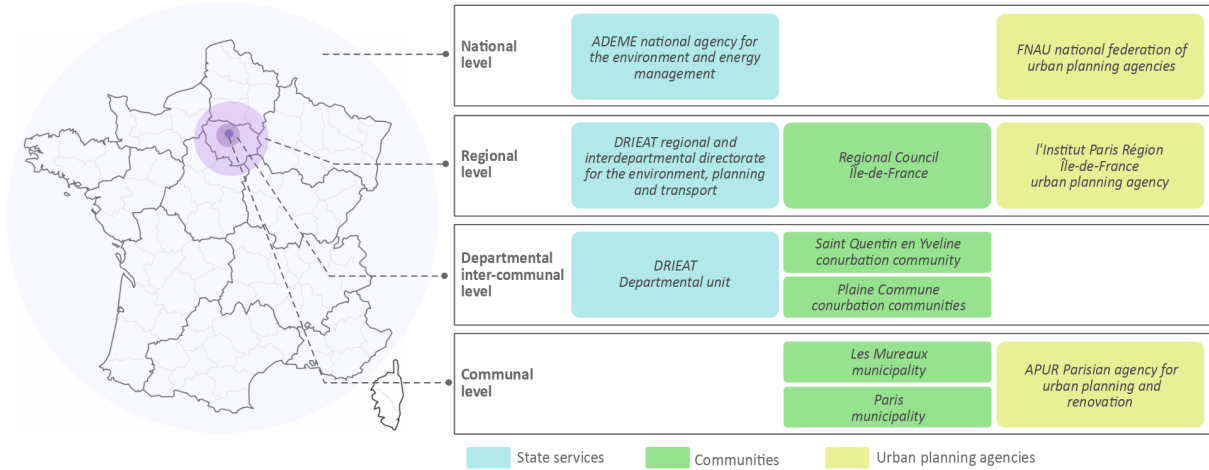 National
level
ADEME national agency for
the environment and energy
management
FNAU national federation of
urban planning agencies
Regional
level
DRIEAT regional and
interdepartmental directorate
for the environment, planning
and transport
Regional Council
Île-de-France
l'Institut Paris Région
Île-de-France
urban planning agency
Departmental
inter-communal
level
DRIEAT
Departmental unit
Saint Quentin en Yveline
conurbation community
Plaine Commune
conurbation communities
Communal
level
Les Mureaux
municipality
Paris
municipality
APUR Parisian agency for
urban planning and
renovation
State services
Communities
Urban planning agencies